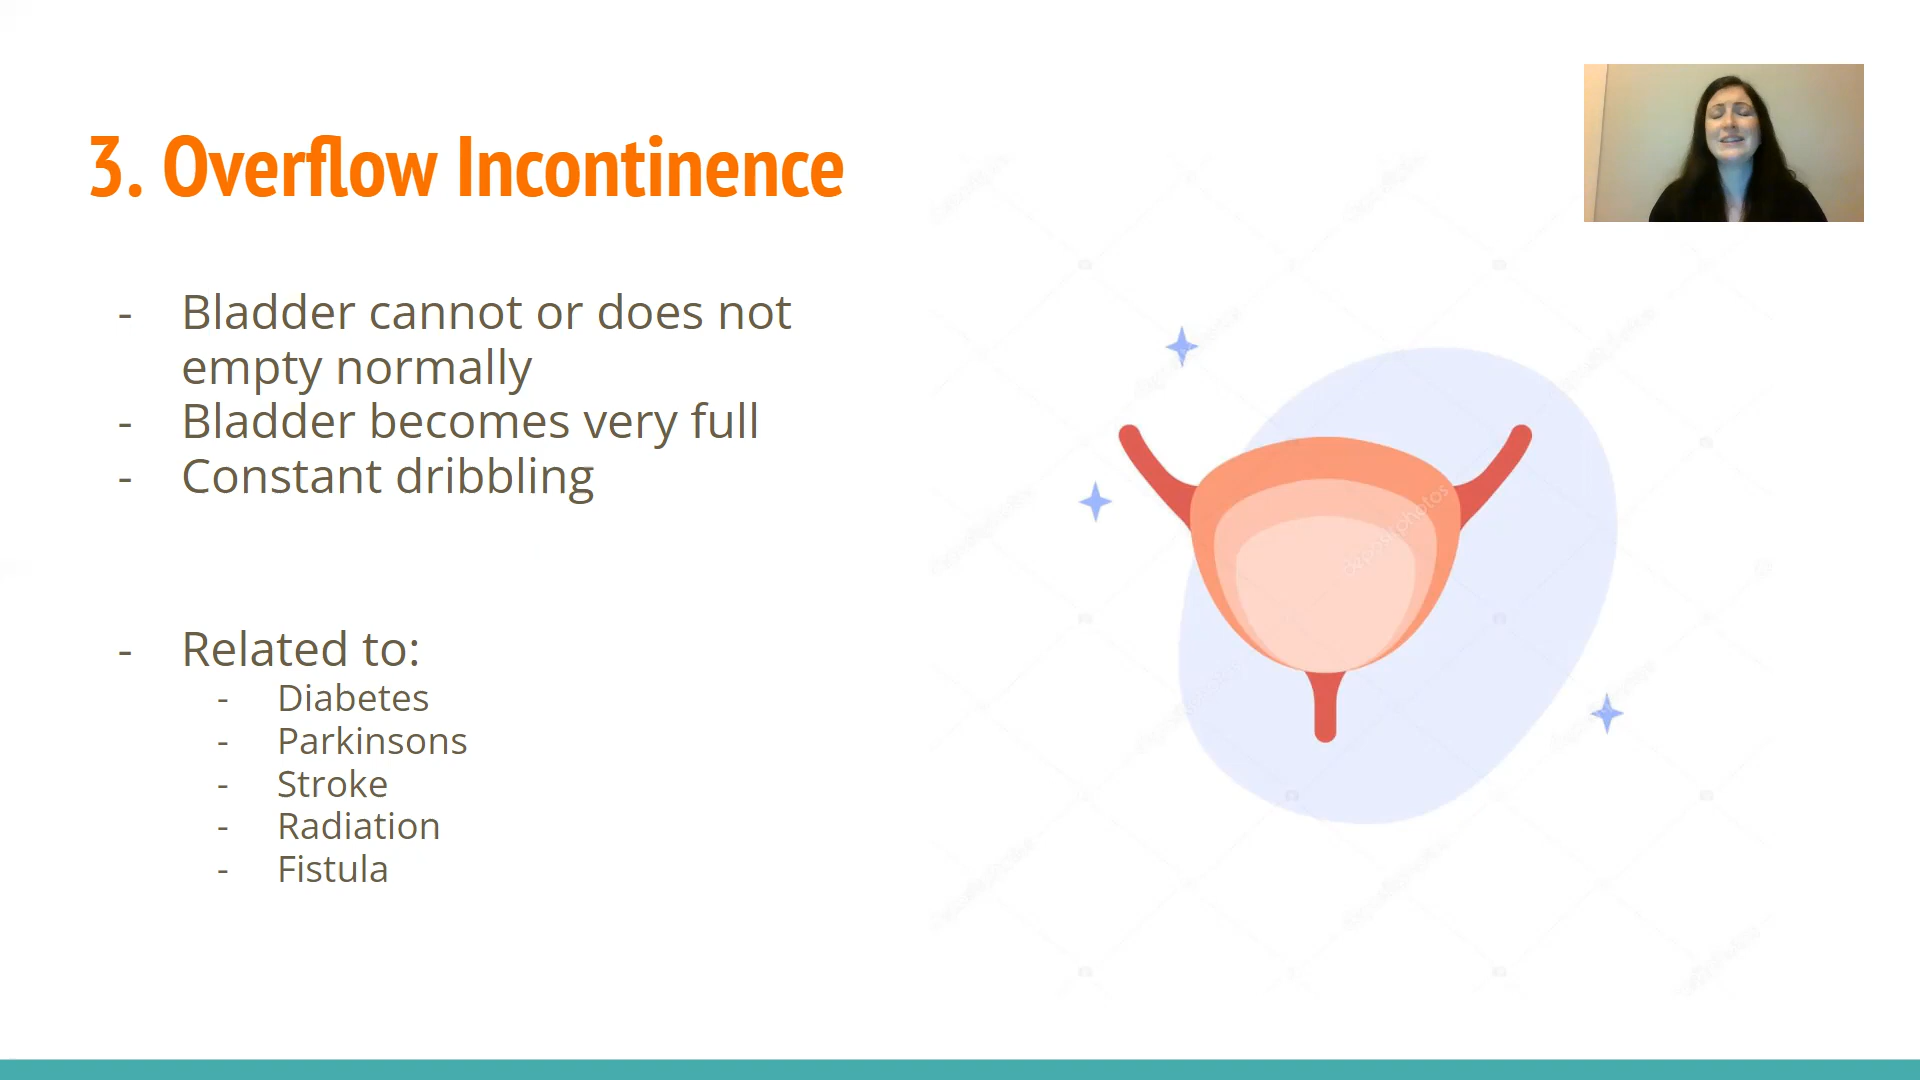 3. Overflow Incontinence
- Bladder cannot or does not
empty normally
- Bladder becomes very full
- Constant dribbling
- Related to:
- Diabetes
- Parkinsons
- Stroke
- Radiation
- Fistula
depositphotos